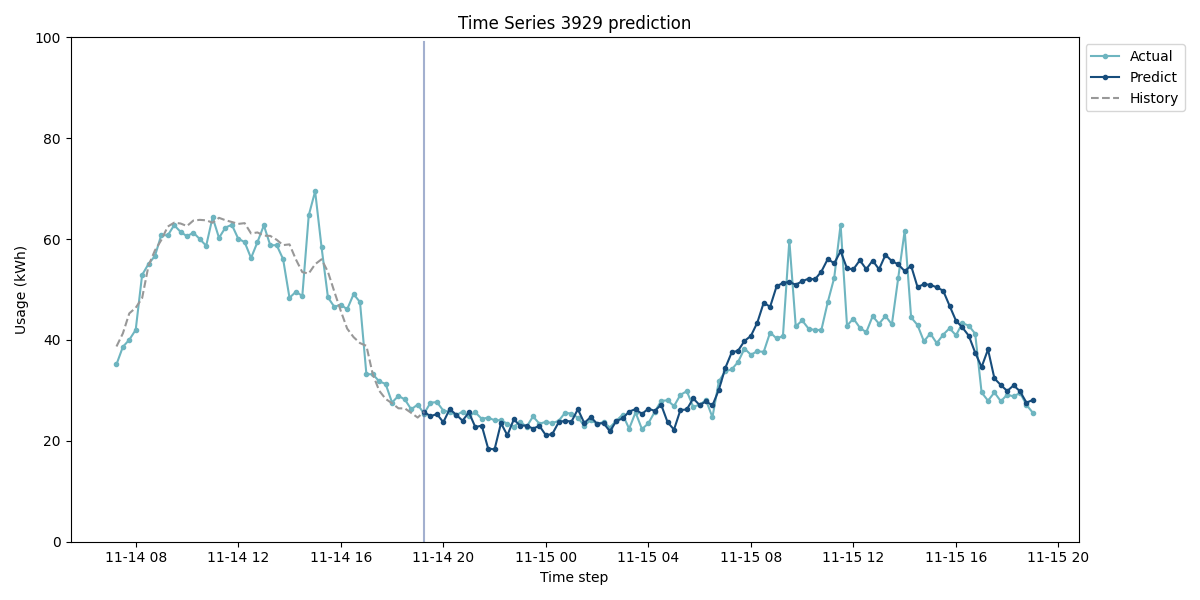 Time Series 3929 prediction
100
80
60
40
20
0
Usage (kWh)
11-14 08
11-14 12
11-14 16
11-14 20
11-15 00
11-15 04
11-15 08
11-15 12
11-15 16
11-15 20
Time step
Actual
Predict
History